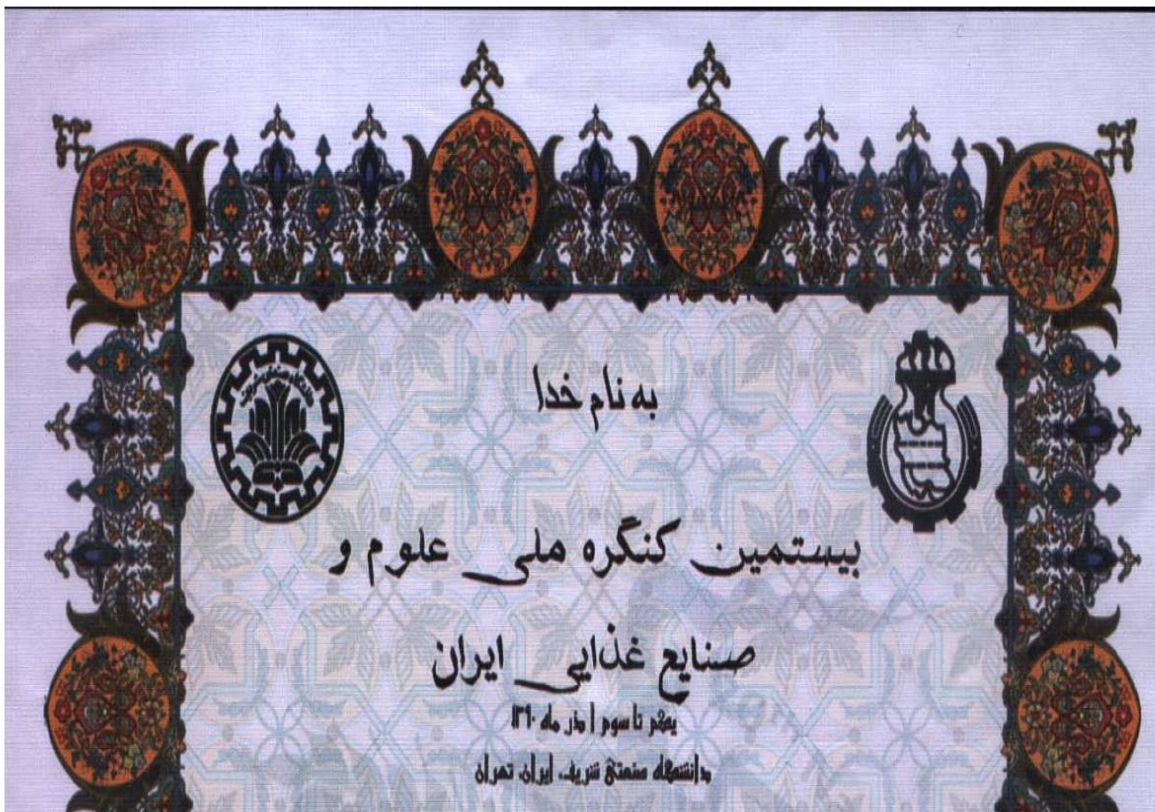 به نام خدا
بیستمین کنگره ملی علوم و
صنایع غذایی ایران
یکم تا سوم آذر ماه ۱۳۹۰
دانشگاه صنعتی شریف، ایران، تهران